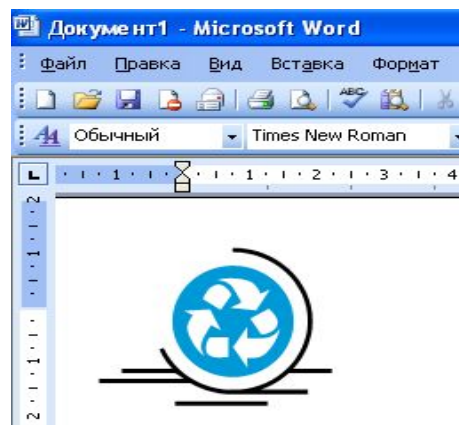 Документ1 - Microsoft Word
Файл Правка Вид Вставка Формат
ABC
Обычный Times New Roman
L 1 1 2 3 4
2
1
1
2